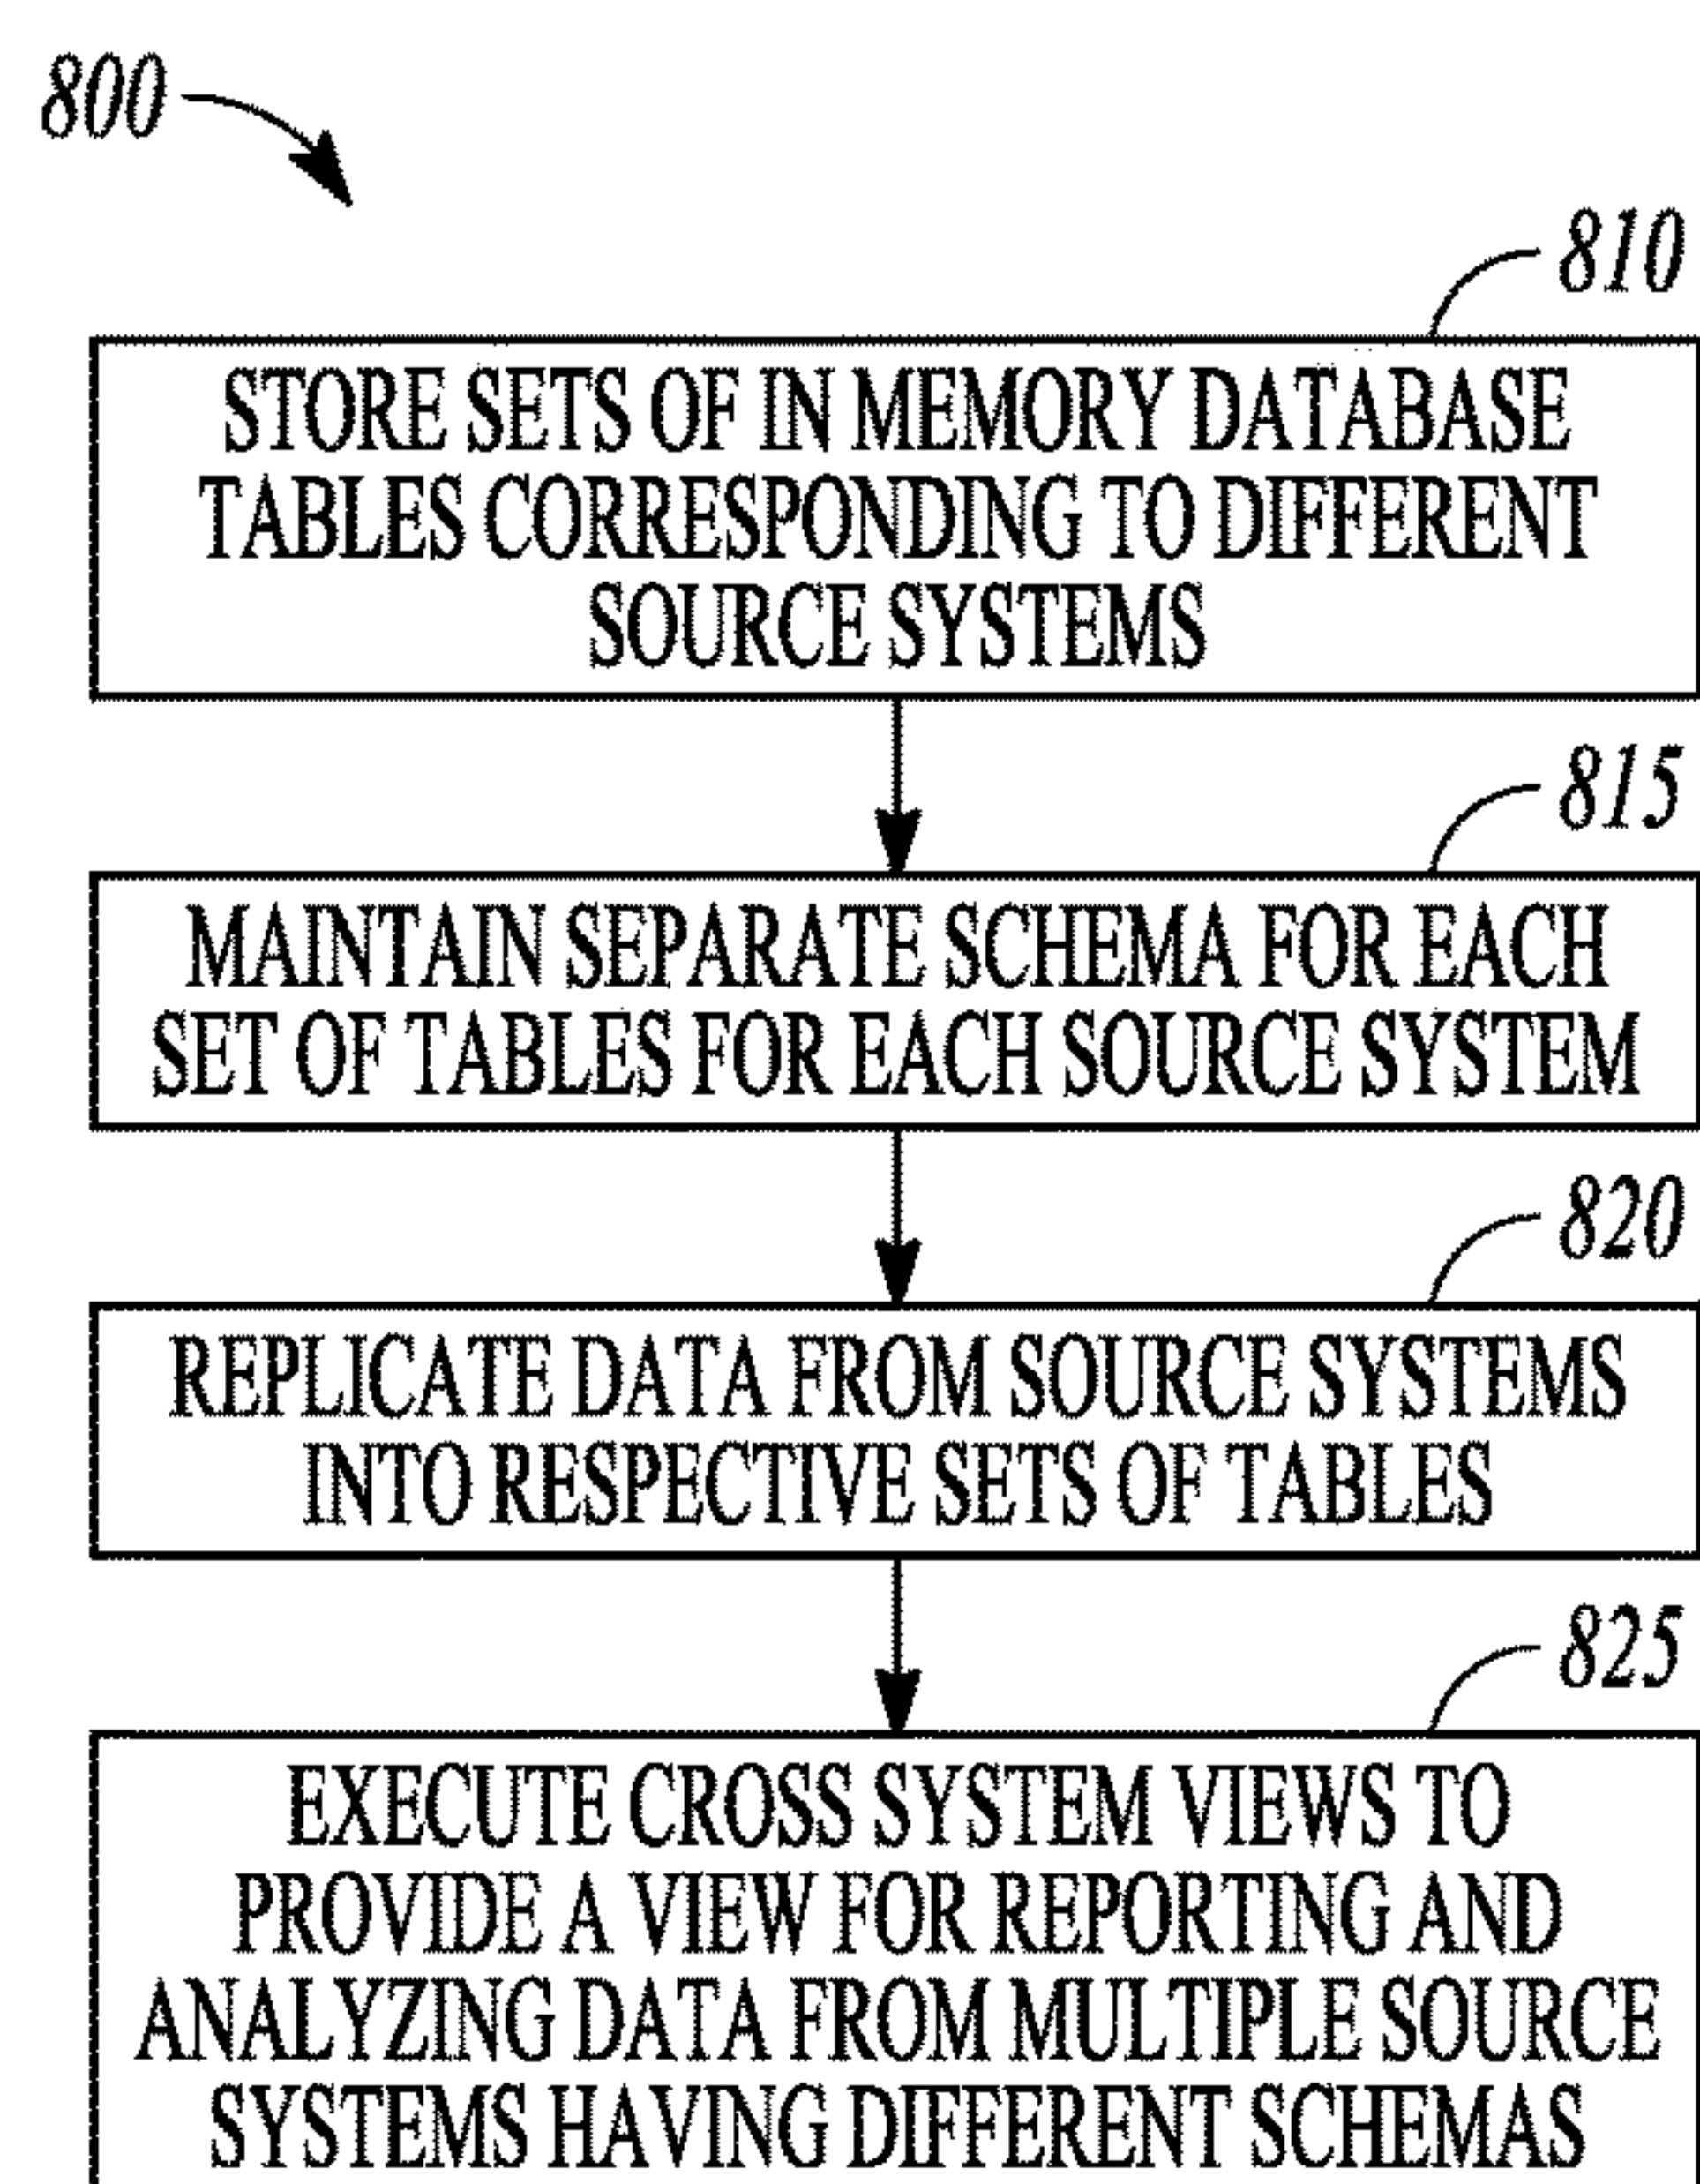 800
810
STORE SETS OF IN MEMORY DATABASE
TABLES CORRESPONDING TO DIFFERENT
SOURCE SYSTEMS
815
MAINTAIN SEPARATE SCHEMA FOR EACH
SET OF TABLES FOR EACH SOURCE SYSTEM
820
REPLICATE DATA FROM SOURCE SYSTEMS
INTO RESPECTIVE SETS OF TABLES
825
EXECUTE CROSS SYSTEM VIEWS TO
PROVIDE A VIEW FOR REPORTING AND
ANALYZING DATA FROM MULTIPLE SOURCE
SYSTEMS HAVING DIFFERENT SCHEMAS